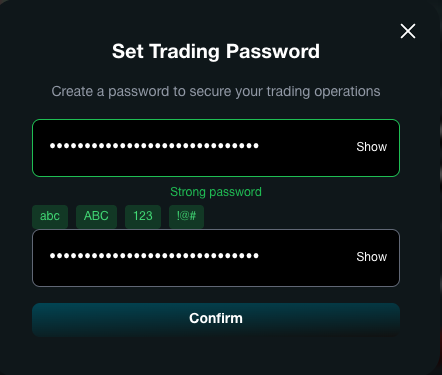 Set Trading Password
Create a password to secure your trading operations
•••••••••••••••••••••••••••••• Show
Strong password
abc ABC 123 !@#
•••••••••••••••••••••••••••••• Show
Confirm